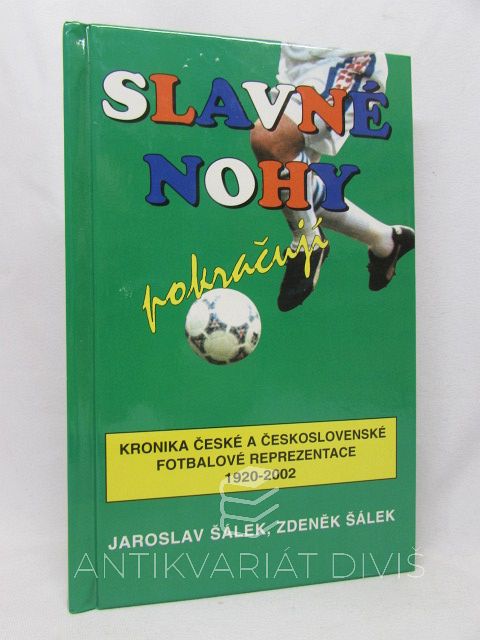 SLAVNÉ
NOHY
pokračují
KRONIKA ČESKÉ A ČESKOSLOVENSKÉ
FOTBALOVÉ REPREZENTACE
1920-2002
JAROSLAV ŠÁLEK, ZDENĚK ŠÁLEK
ANTIKVARIÁT DIVIŠ